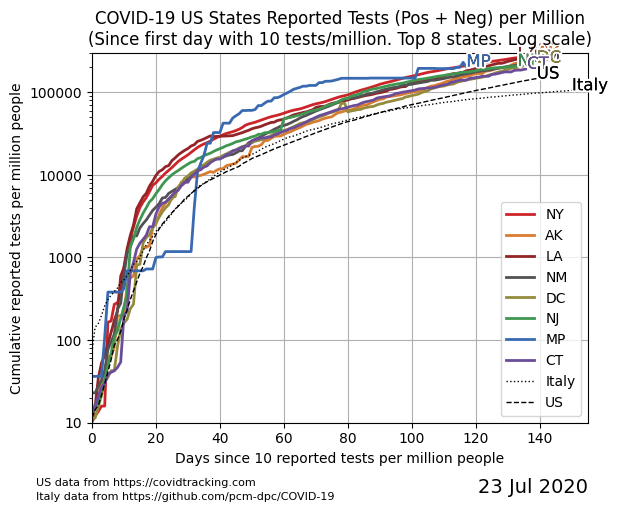 COVID-19 US States Reported Tests (Pos + Neg) per Million
(Since first day with 10 tests/million. Top 8 states. Log scale)
MP
DC
CT
US
Italy
100000
10000
1000
100
10
Cumulative reported tests per million people
NY
AK
LA
NM
DC
NJ
MP
CT
Italy
US
0
20
40
60
80
100
120
140
Days since 10 reported tests per million people
US data from https://covidtracking.com
Italy data from https://github.com/pcm-dpc/COVID-19
23 Jul 2020